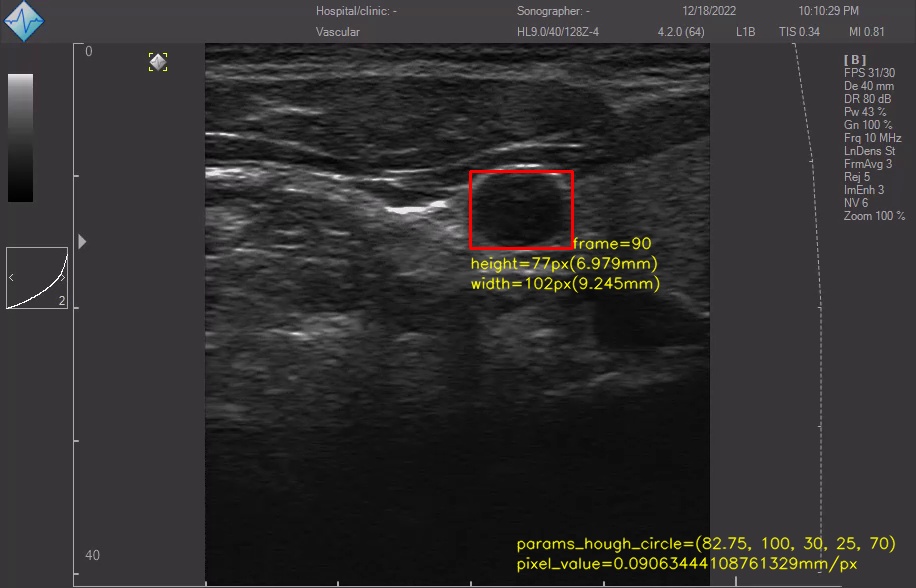 Hospital/clinic: - Sonographer: - 12/18/2022 10:10:29 PM
Vascular HL9.0/40/128Z-4 4.2.0 (64) L1B TIS 0.34 MI 0.81
0
[ B ]
FPS 31/30
De 40 mm
DR 80 dB
Pw 43 %
Gn 100 %
Frq 10 MHz
LnDens St
FrmAvg 3
Rej 5
ImEnh 3
NV 6
Zoom 100 %
frame=90
height=77px(6.979mm)
width=102px(9.245mm)
2
40
params_hough_circle=(82.75, 100, 30, 25, 70)
pixel_value=0.09063444108761329mm/px